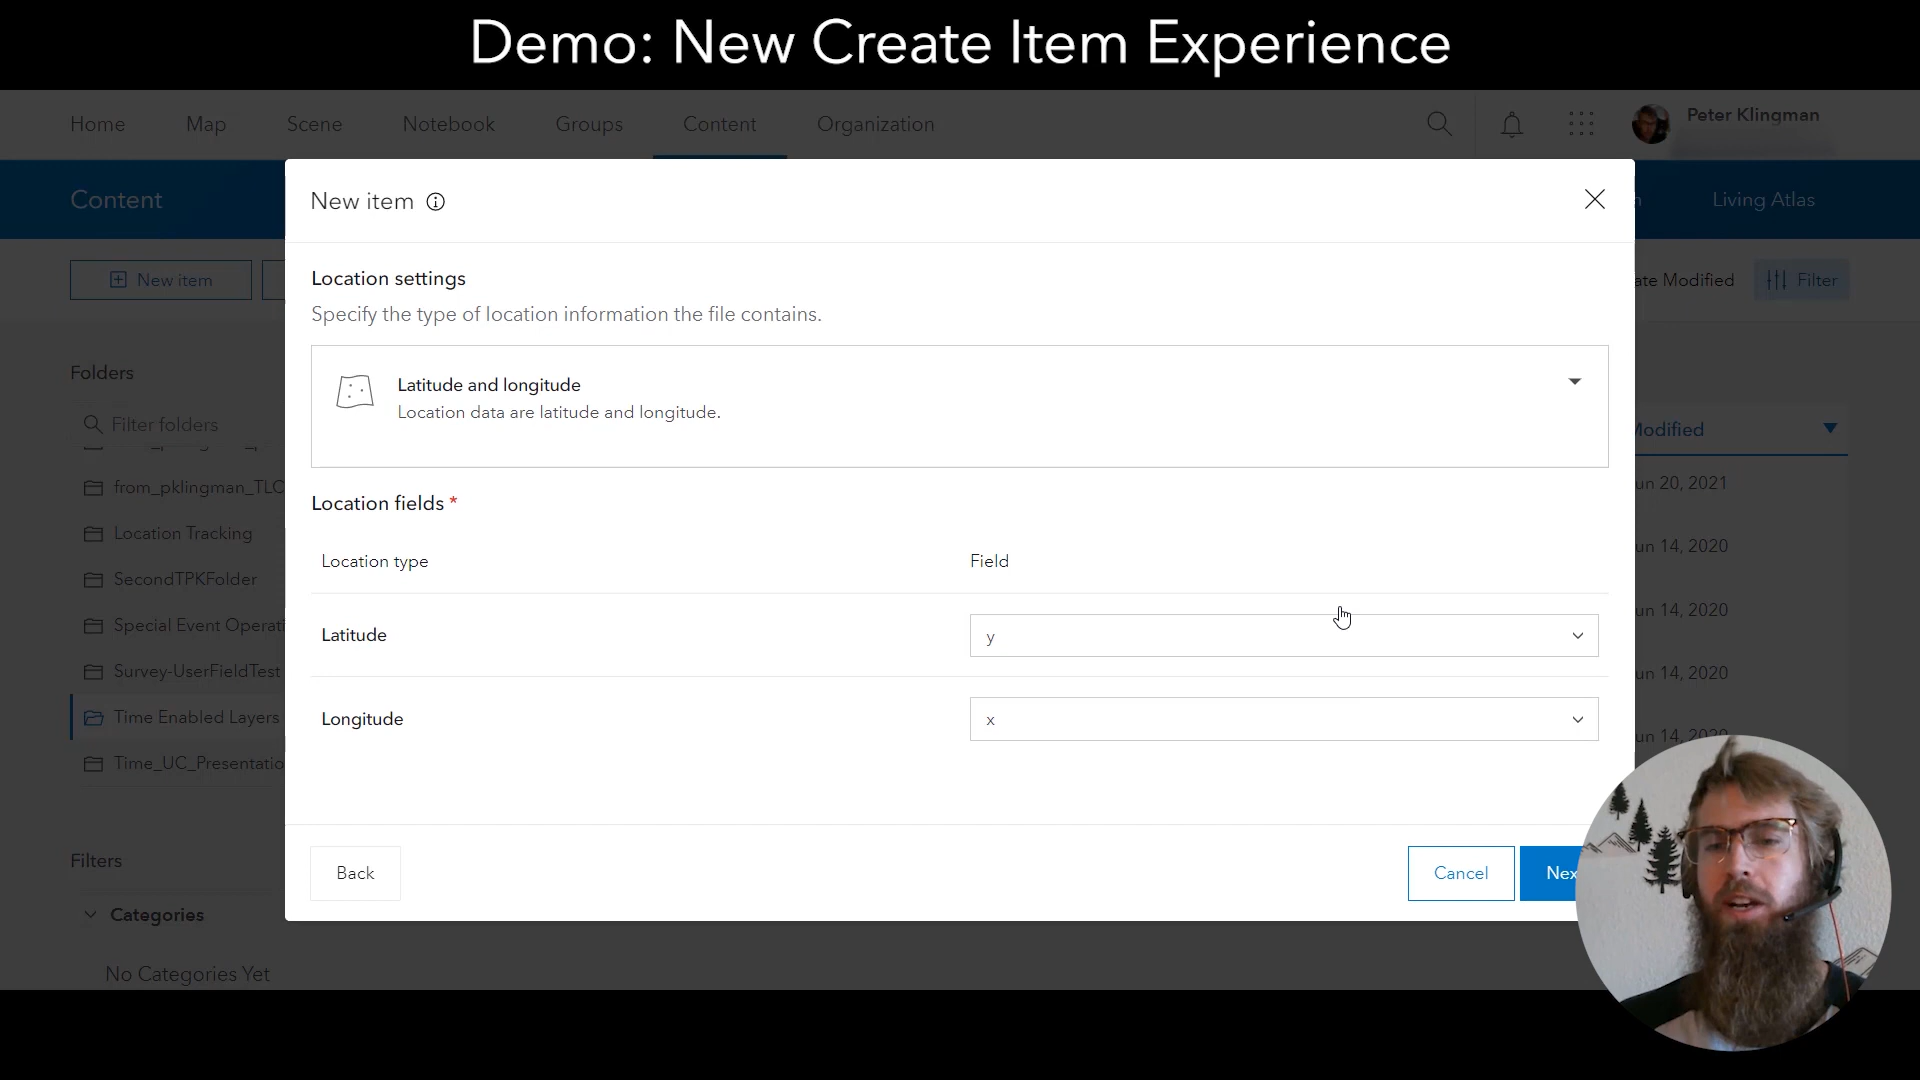 Demo: New Create Item Experience
Home Map Scene Notebook Groups Content Organization Peter Klingman
Content Living Atlas
New item
New item
ate Modified Filter
Location settings
Specify the type of location information the file contains.
Latitude and longitude
Location data are latitude and longitude.
Location fields *
Location type Field
Latitude y
Longitude x
Back Cancel Nex
Folders
Filter folders
from_pklingman_TLC
Location Tracking
SecondTPKFolder
Special Event Operati
Survey-UserFieldTest
Time Enabled Layers
Time_UC_Presentatio
Filters
Categories
No Categories Yet
Modified
un 20, 2021
un 14, 2020
un 14, 2020
un 14, 2020
un 14, 2020